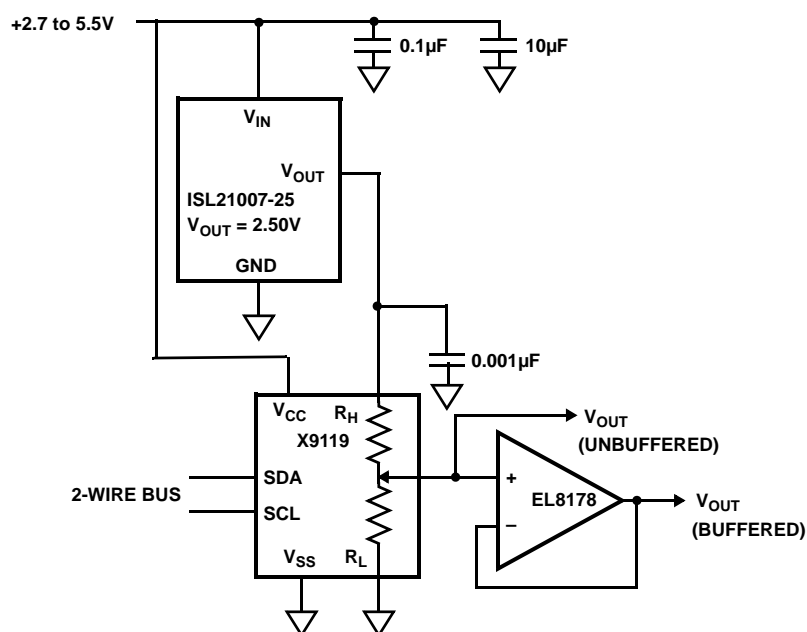 +2.7 to 5.5V
0.1µF
10µF
VIN
VOUT
ISL21007-25
VOUT = 2.50V
GND
0.001µF
VCC
RH
X9119
VOUT
(UNBUFFERED)
2-WIRE BUS
SDA
SCL
+
EL8178
–
VOUT
(BUFFERED)
VSS
RL